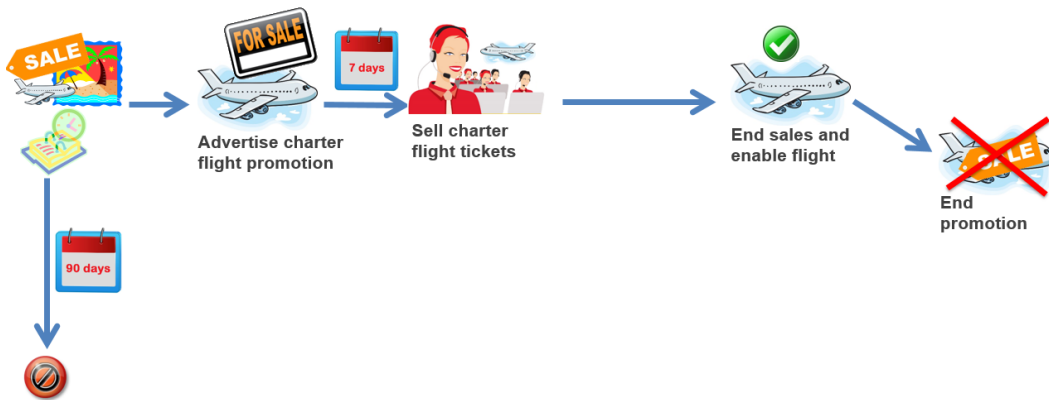 SALE
FOR SALE
7 days
Advertise charter
flight promotion
Sell charter
flight tickets
End sales and
enable flight
SALE
End
promotion
90 days